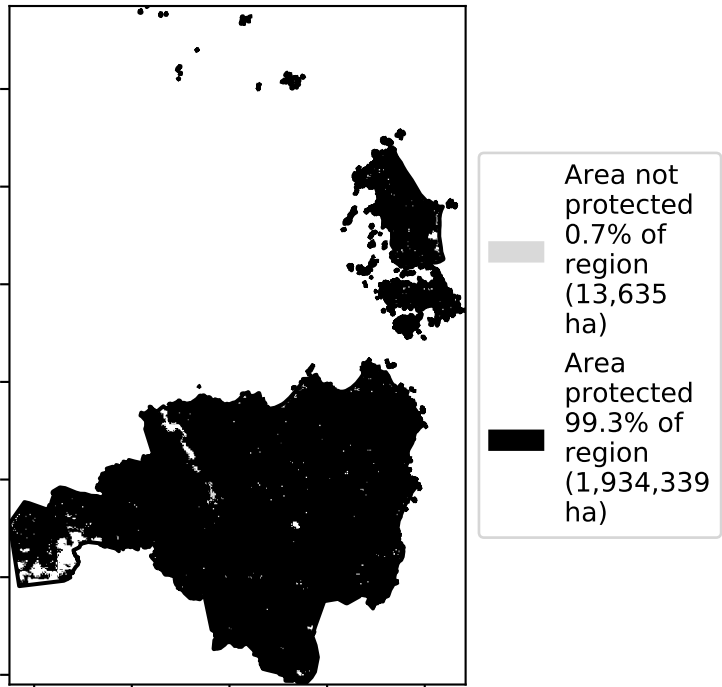 Area not
protected
0.7% of
region
(13,635
ha)
Area
protected
99.3% of
region
(1,934,339
ha)